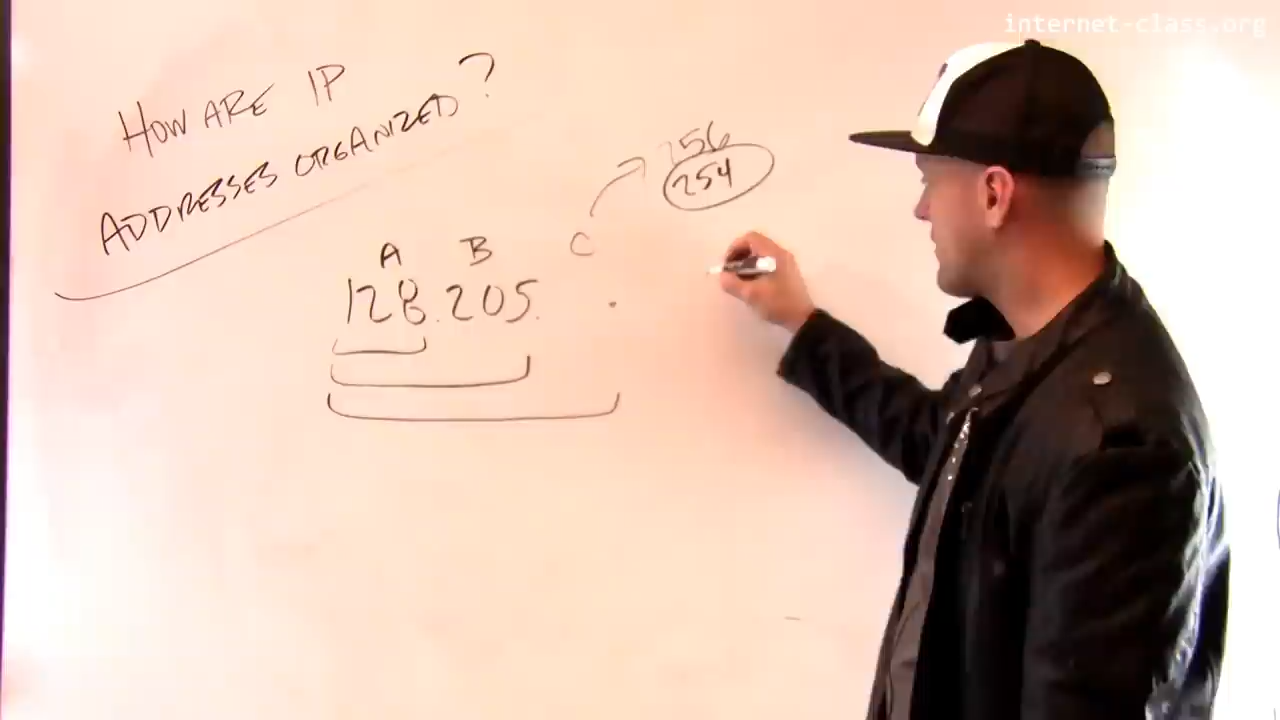 internet-class.org
HOW ARE IP
ADDRESSES ORGANIZED?
256
254
A B C
128.205. .